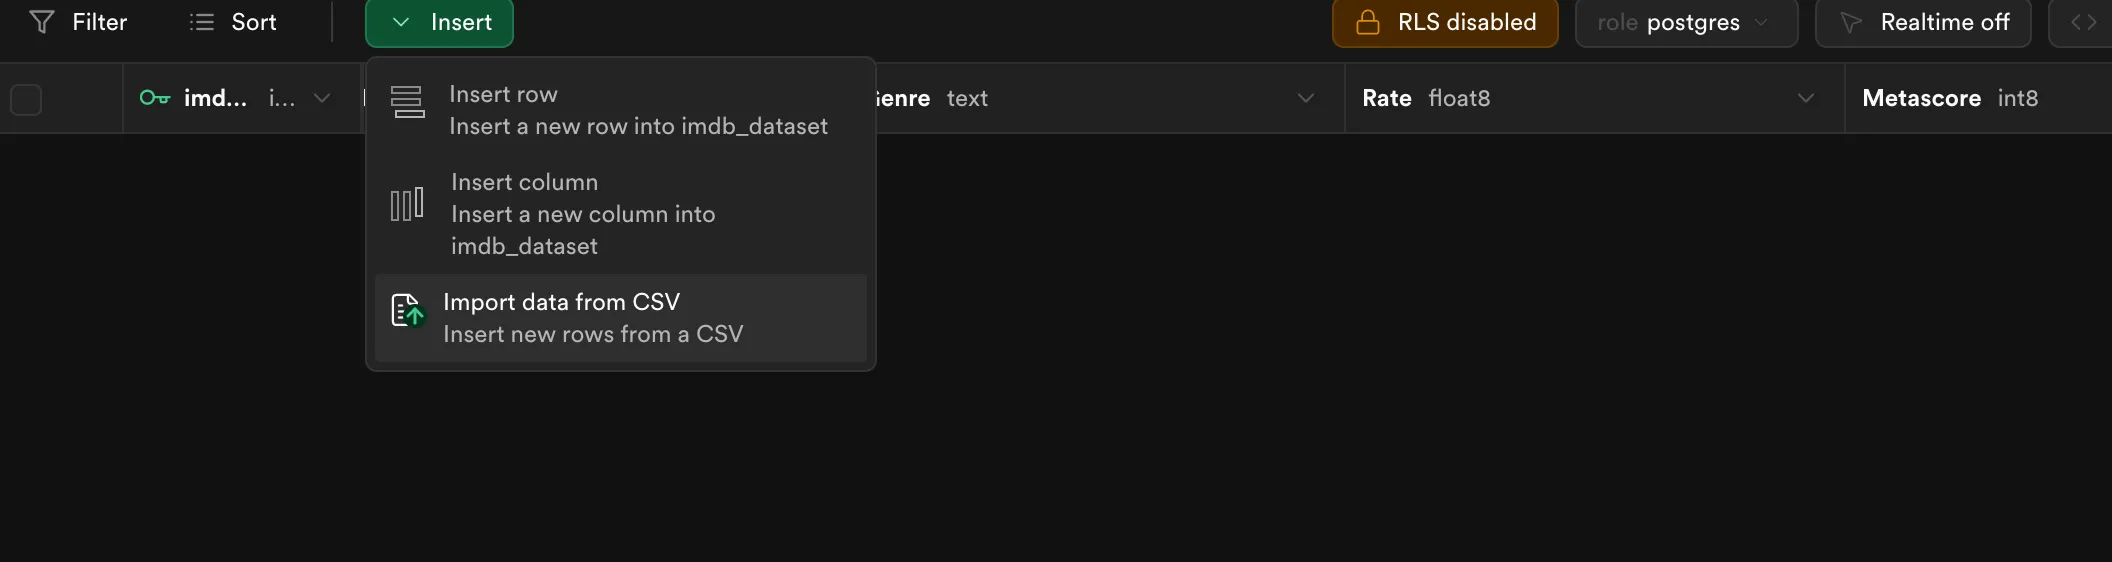 Filter Sort Insert RLS disabled role postgres Realtime off
imd... i... Genre text Rate float8 Metascore int8
Insert row
Insert a new row into imdb_dataset
Insert column
Insert a new column into
imdb_dataset
Import data from CSV
Insert new rows from a CSV